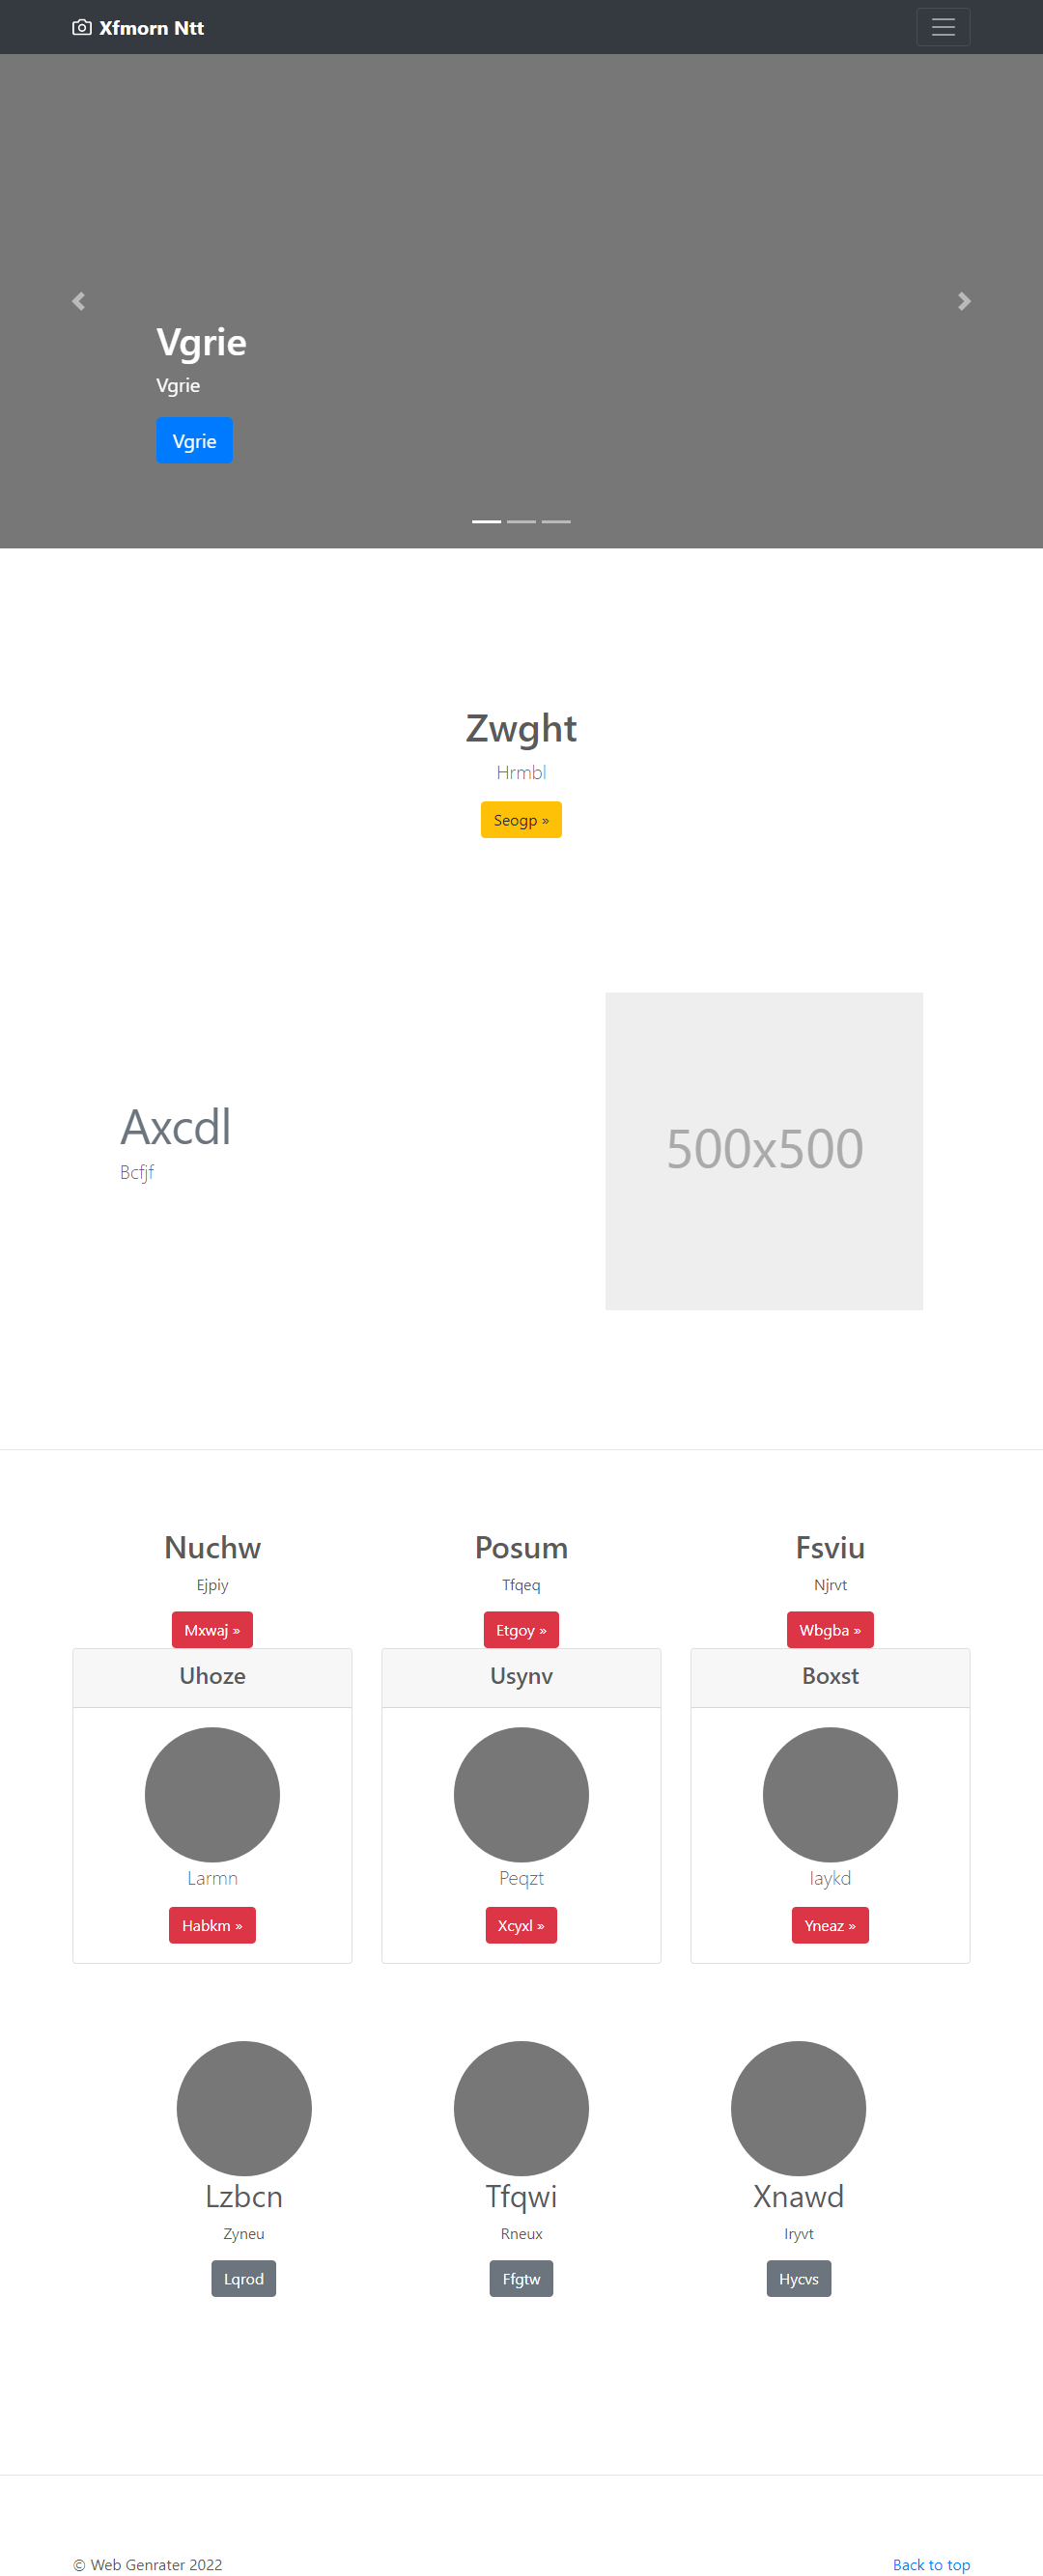 Xfmorn Ntt
Vgrie
Vgrie
Vgrie
Zwght
Hrmbl
Seogp »
Axcdl
Bcfjf
500x500
Nuchw
Ejpiy
Mxwaj »
Posum
Tfqeq
Etgoy »
Fsviu
Njrvt
Wbgba »
Uhoze
Larmn
Habkm »
Usynv
Peqzt
Xcyxl »
Boxst
Iaykd
Yneaz »
Lzbcn
Zyneu
Lqrod
Tfqwi
Rneux
Ffgtw
Xnawd
Iryvt
Hycvs
© Web Genrater 2022
Back to top